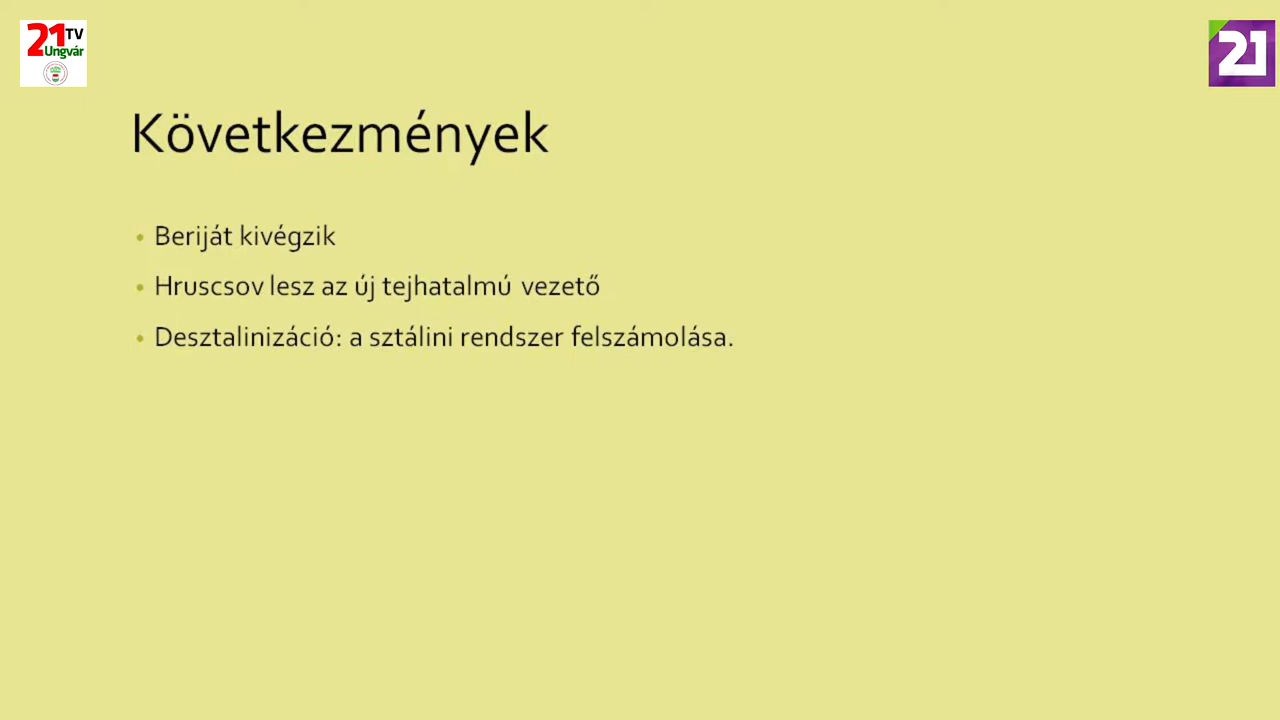 21 TV
Ungvár
21
Következmények
• Beriját kivégzik
• Hruscsov lesz az új tejhatalmú vezető
• Desztalinizáció: a sztálini rendszer felszámolása.